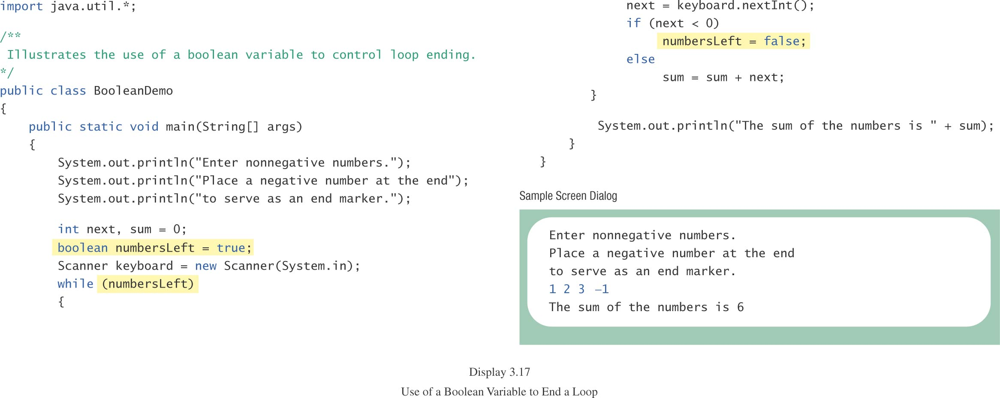 import java.util.*;
/**
 Illustrates the use of a boolean variable to control loop ending.
*/
public class BooleanDemo
{
    public static void main(String[] args)
    {
        System.out.println("Enter nonnegative numbers.");
        System.out.println("Place a negative number at the end");
        System.out.println("to serve as an end marker.");
        int next, sum = 0;
        boolean numbersLeft = true;
        Scanner keyboard = new Scanner(System.in);
        while (numbersLeft)
        {
            next = keyboard.nextInt();
            if (next < 0)
                 numbersLeft = false;
            else
                 sum = sum + next;
       }
        System.out.println("The sum of the numbers is " + sum);
    }
}
Sample Screen Dialog
Enter nonnegative numbers.
Place a negative number at the end
to serve as an end marker.
1 2 3 –1
The sum of the numbers is 6
Display 3.17
Use of a Boolean Variable to End a Loop